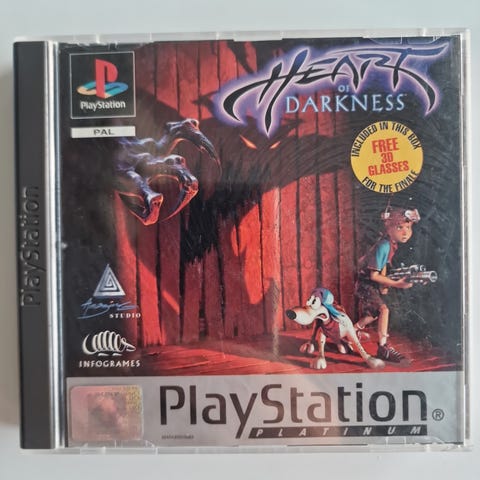 PlayStation
PAL
HEART
OF
DARKNESS
INCLUDED IN THIS BOX
FREE
3D
GLASSES
FOR THE FINALE
PlayStation
Amazing
STUDIO
INFOGRAMES
PlayStation®
PLATINUM